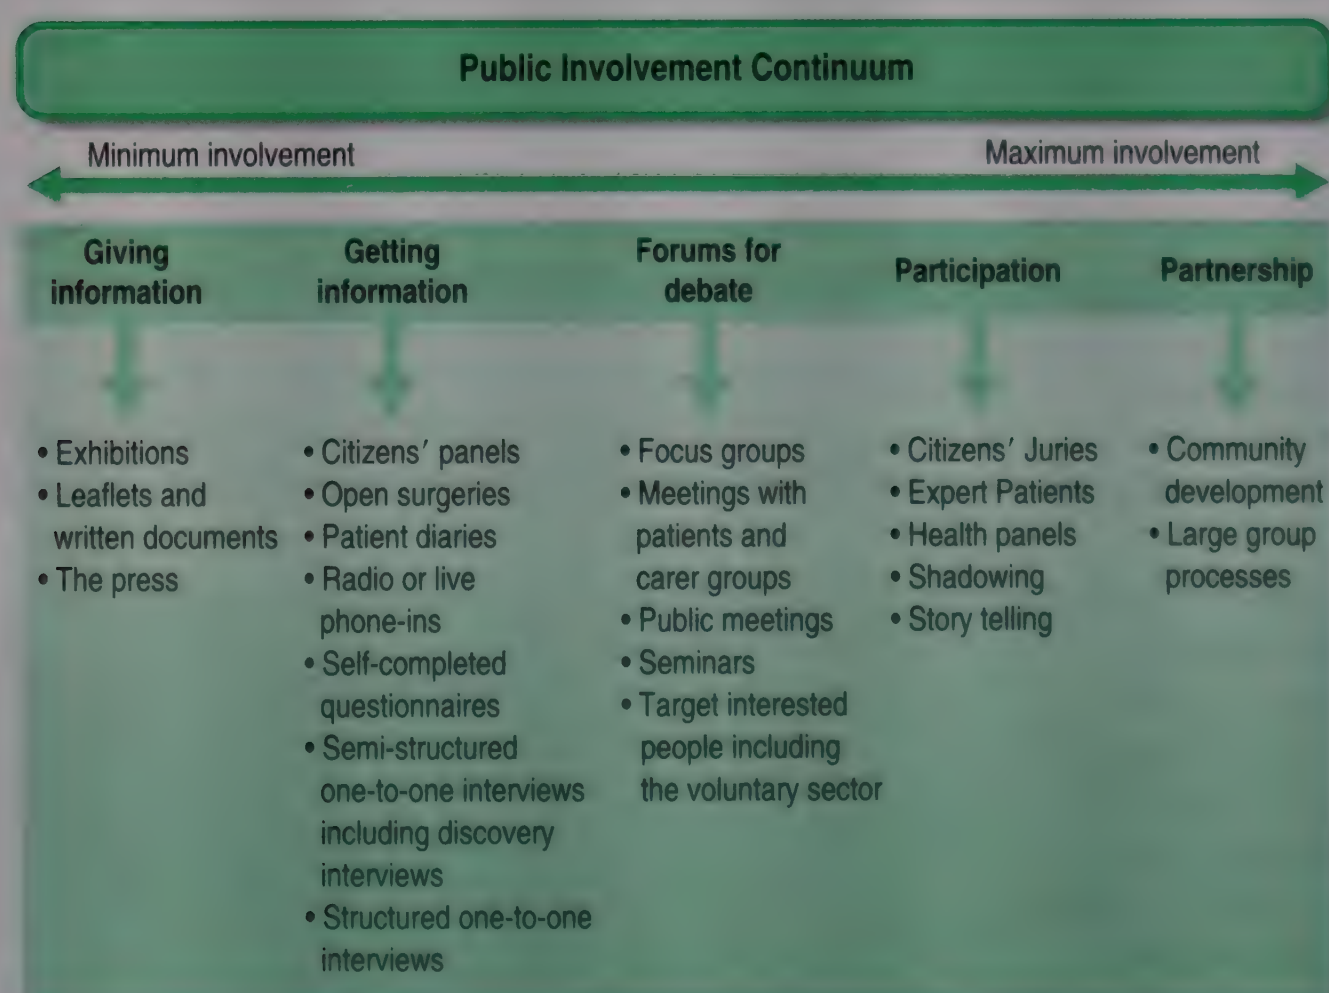 Public Involvement Continuum
Minimum involvement
Maximum involvement
Giving
information
Getting
information
Forums for
debate
Participation
Partnership
• Exhibitions
• Leaflets and
written documents
• The press
• Citizens' panels
• Open surgeries
• Patient diaries
• Radio or live
phone-ins
• Self-completed
questionnaires
• Semi-structured
one-to-one interviews
including discovery
interviews
• Structured one-to-one
interviews
• Focus groups
• Meetings with
patients and
carer groups
• Public meetings
• Seminars
• Target interested
people including
the voluntary sector
• Citizens' Juries
• Expert Patients
• Health panels
• Shadowing
• Story telling
• Community
development
• Large group
processes